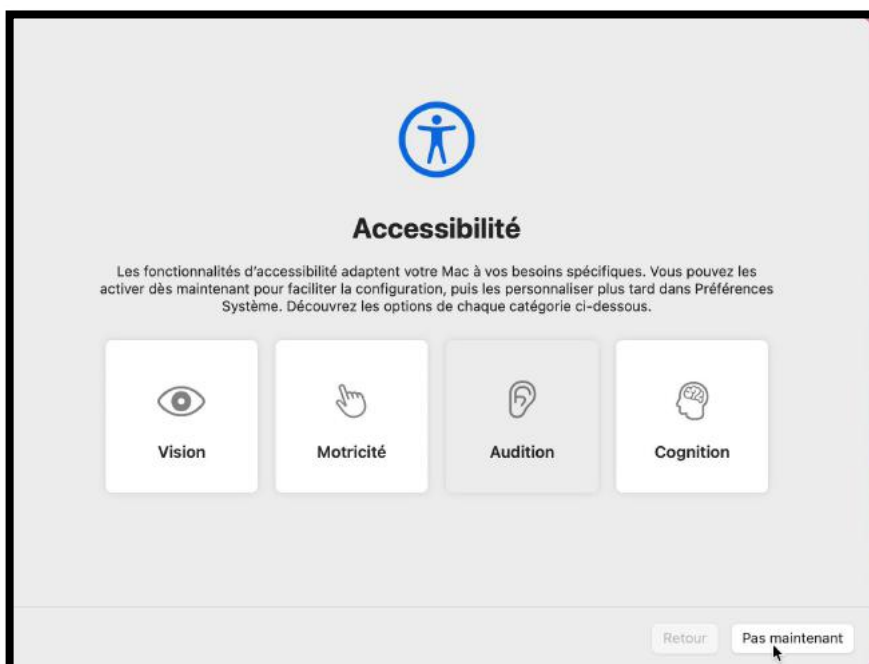 Accessibilité
Les fonctionnalités d'accessibilité adaptent votre Mac à vos besoins spécifiques. Vous pouvez les
activer dès maintenant pour faciliter la configuration, puis les personnaliser plus tard dans Préférences
Système. Découvrez les options de chaque catégorie ci-dessous.
Vision
Motricité
Audition
Cognition
Retour
Pas maintenant